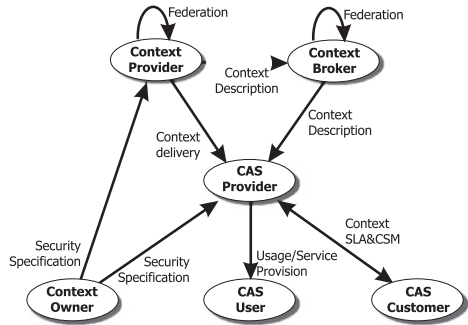 Federation
Federation
Context
Provider
Context
Broker
Context
Description
Context
Description
Context
delivery
CAS
Provider
Context
SLA&CSM
Security
Specification
Security
Specification
Usage/Service
Provision
Context
Owner
CAS
User
CAS
Customer